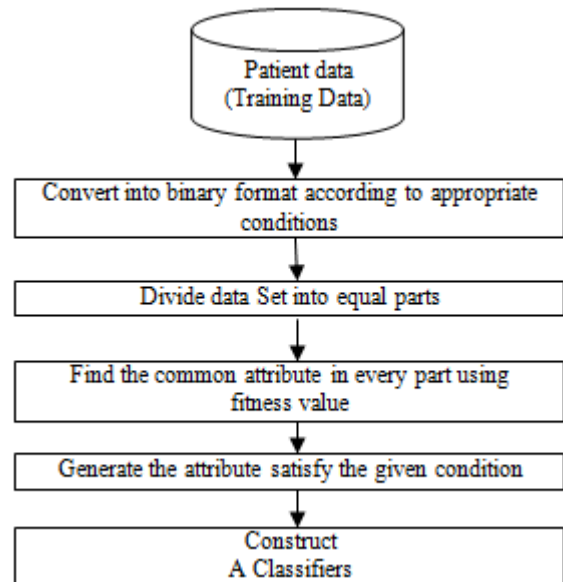 Patient data
(Training Data)
Convert into binary format according to appropriate
conditions
Divide data Set into equal parts
Find the common attribute in every part using
fitness value
Generate the attribute satisfy the given condition
Construct
A Classifiers